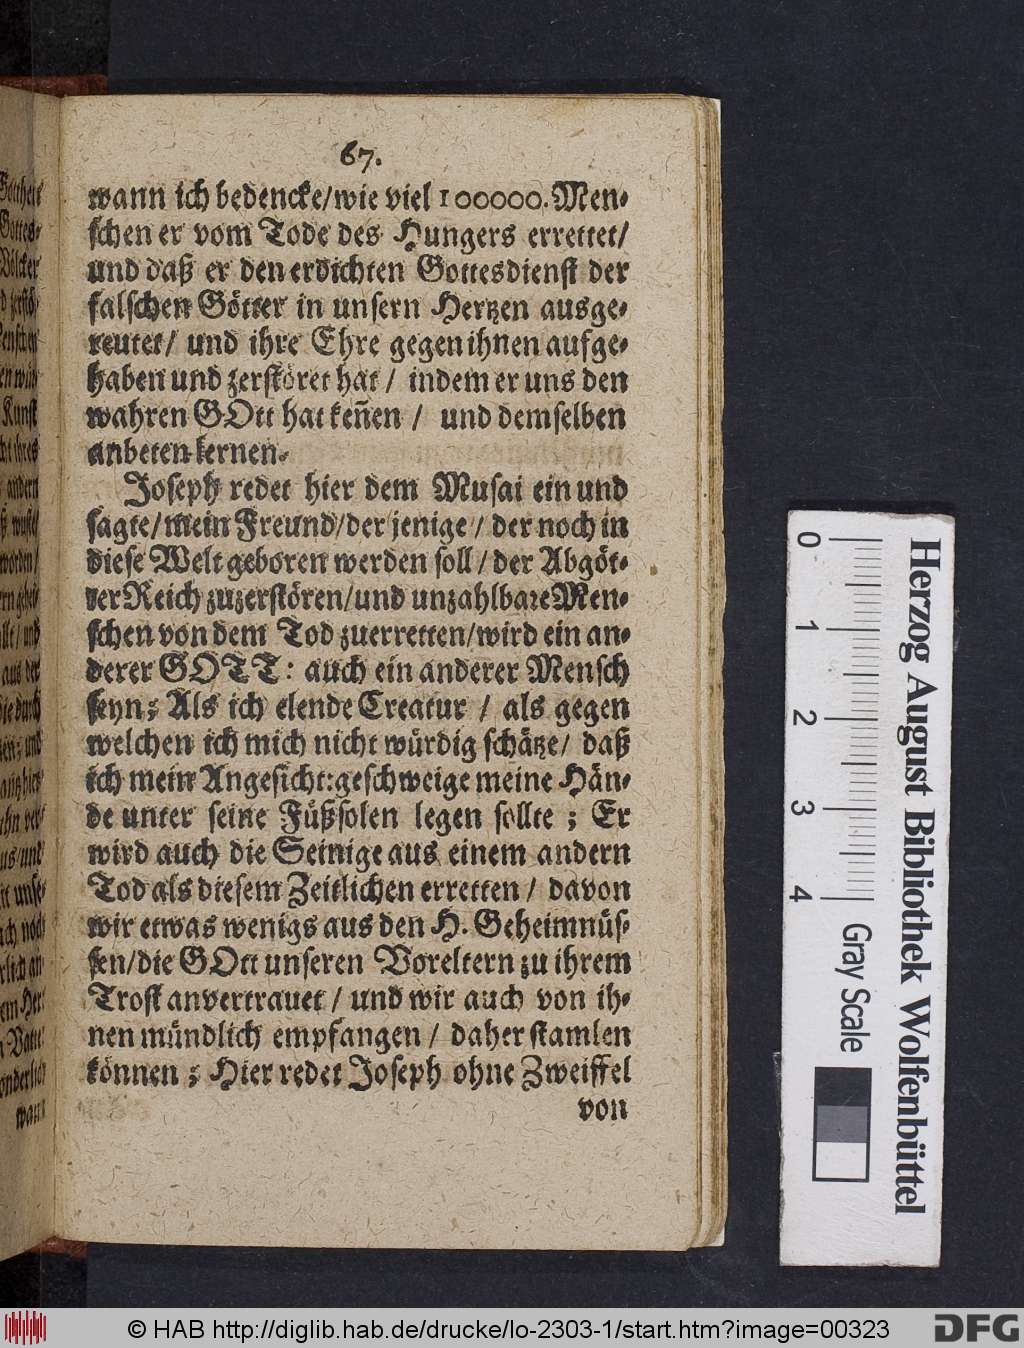 67.
wann ich bedencke/wie viel 100000. Men-
schen er vom Tode des Hungers errettet/
und daß er den erdichten Gottesdienst der
falschen Götter in unsern Hertzen ausge-
reutet/ und ihre Ehre gegen ihnen aufge-
haben und zerstöret hat / indem er uns den
wahren GOtt hat keñen / und demselben
anbeten lernen.
Joseph redet hier dem Musai ein und
sagte/mein Freund/der jenige / der noch in
diese Welt geboren werden soll / der Abgöt-
ter Reich zuzerstören/und unzahlbare Men-
schen von dem Tod zuerretten/wird ein an-
derer GOTT: auch ein anderer Mensch
seyn; Als ich elende Creatur / als gegen
welchen ich mich nicht würdig schätze/ daß
ich mein Angesicht:geschweige meine Hän-
de unter seine Füßsolen legen sollte ; Er
wird auch die Seinige aus einem andern
Tod als diesem Zeitlichen erretten / davon
wir etwas wenigs aus den H. Geheimnüs-
sen/die GOtt unseren Voreltern zu ihrem
Trost anvertrauet / und wir auch von ih-
nen mündlich empfangen / daher stamlen
können ; Hier redet Joseph ohne Zweiffel
von
Herzog August Bibliothek Wolfenbüttel
0 1 2 3 4
Gray Scale
© HAB http://diglib.hab.de/drucke/lo-2303-1/start.htm?image=00323
DFG